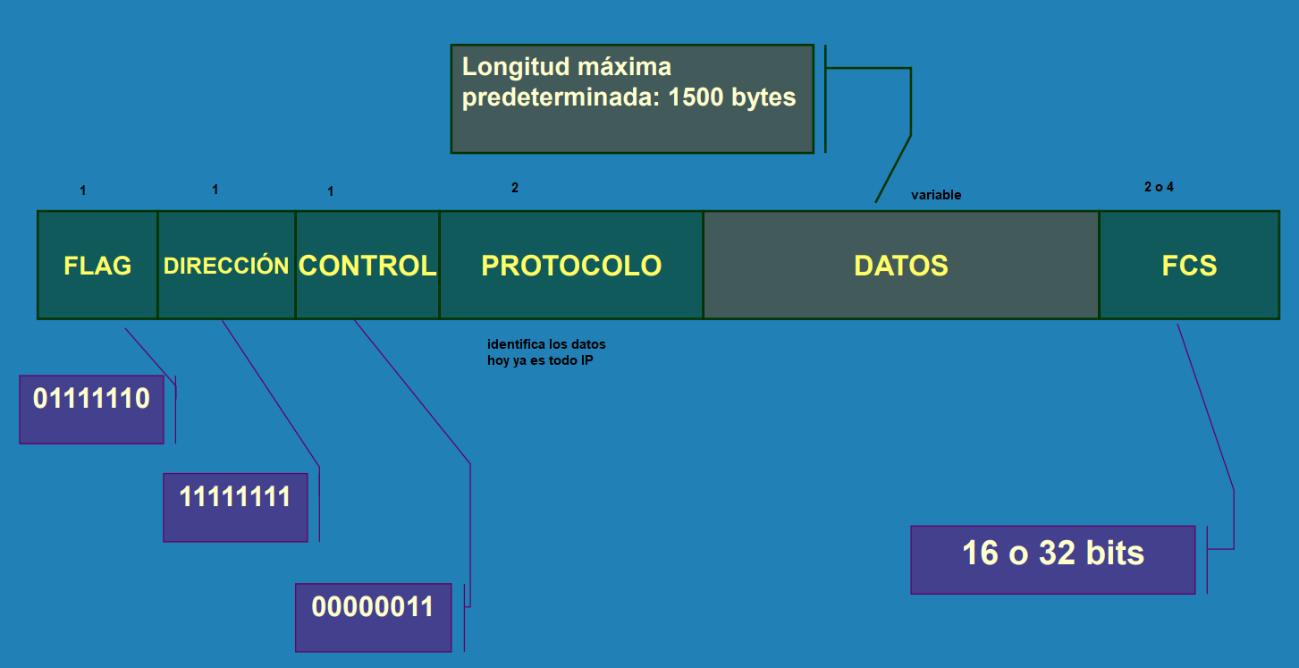 Longitud máxima
predeterminada: 1500 bytes
1
1
1
2
variable
2 o 4
FLAG
DIRECCIÓN
CONTROL
PROTOCOLO
DATOS
FCS
identifica los datos
hoy ya es todo IP
01111110
11111111
00000011
16 o 32 bits